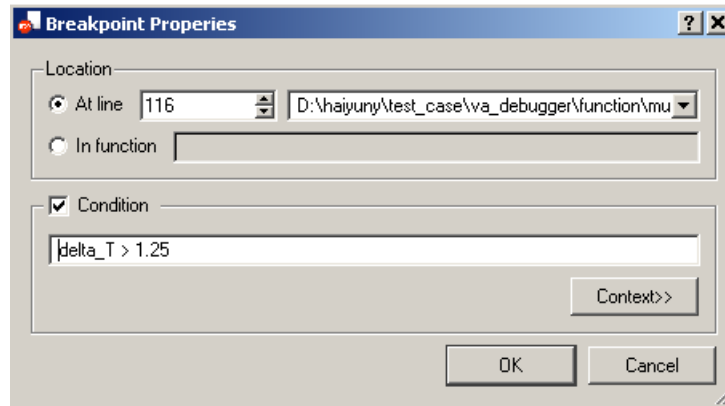 Breakpoint Properies
Location
At line 116 D:\haiyuny\test_case\va_debugger\function\mu
In function
Condition
delta_T > 1.25
Context>>
OK Cancel